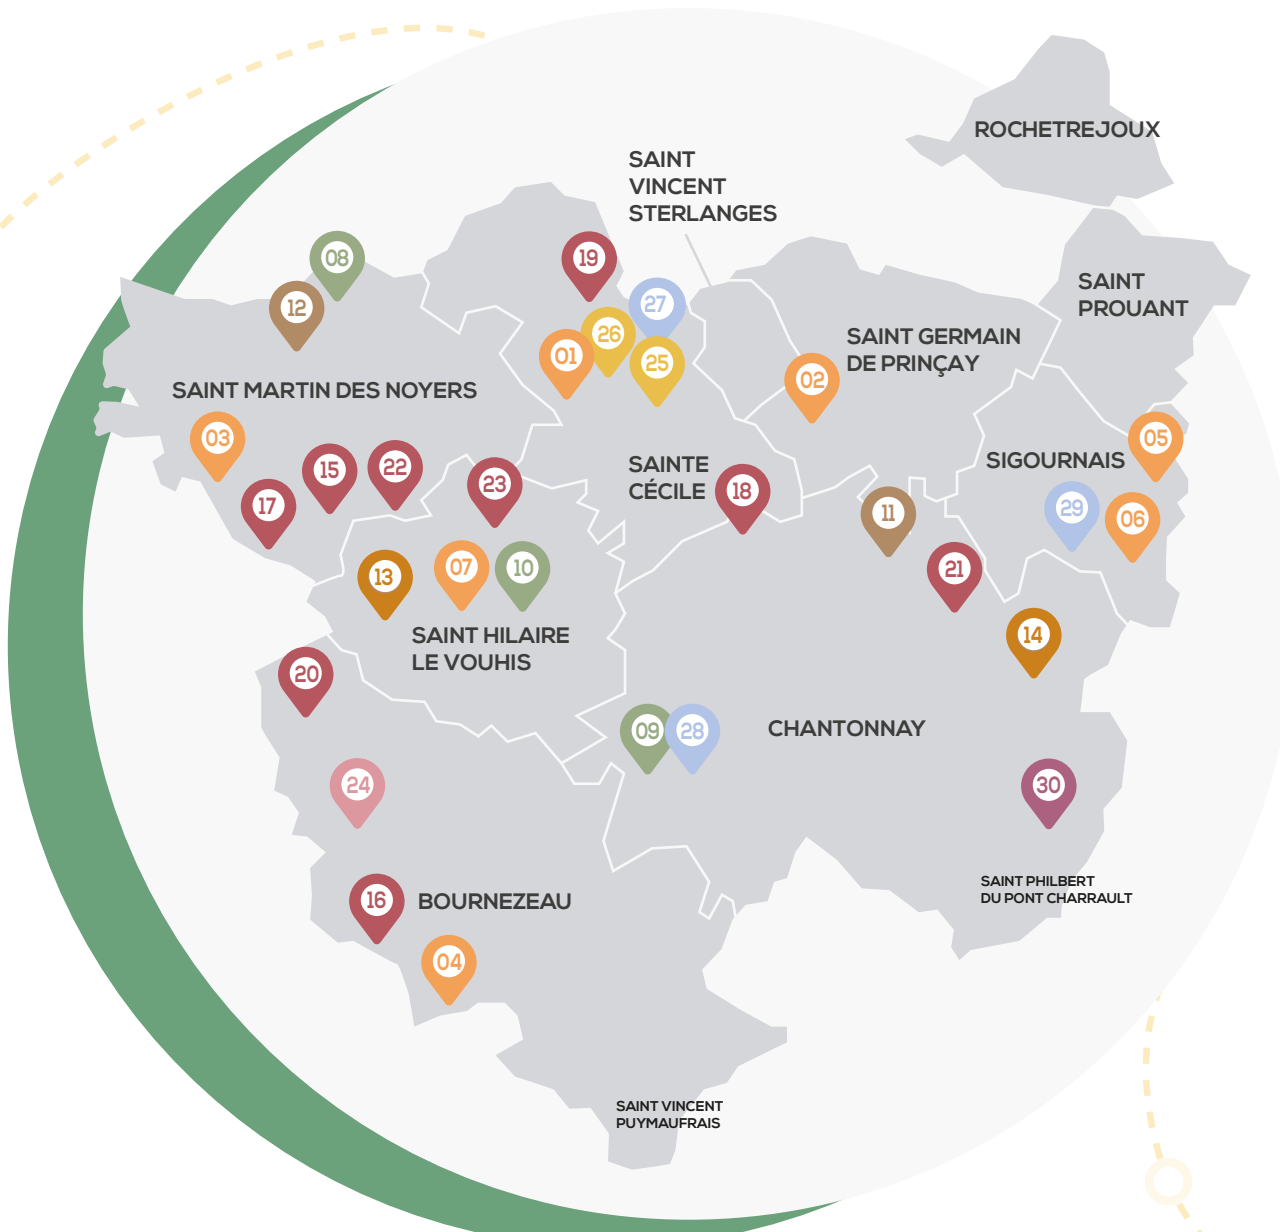 ROCHETREJOUX
SAINT
VINCENT
STERLANGES
08
19
27
SAINT
PROUANT
12
26
01
25
SAINT GERMAIN
DE PRINÇAY
02
SAINT MARTIN DES NOYERS
03
05
15
22
SAINTE
CÉCILE
SIGOURNAIS
23
18
17
29
06
11
13
07
10
21
SAINT HILAIRE
LE VOUHIS
14
20
09
28
CHANTONNAY
24
30
SAINT PHILBERT
DU PONT CHARRAULT
16
BOURNEZEAU
04
SAINT VINCENT
PUYMAUFRAIS